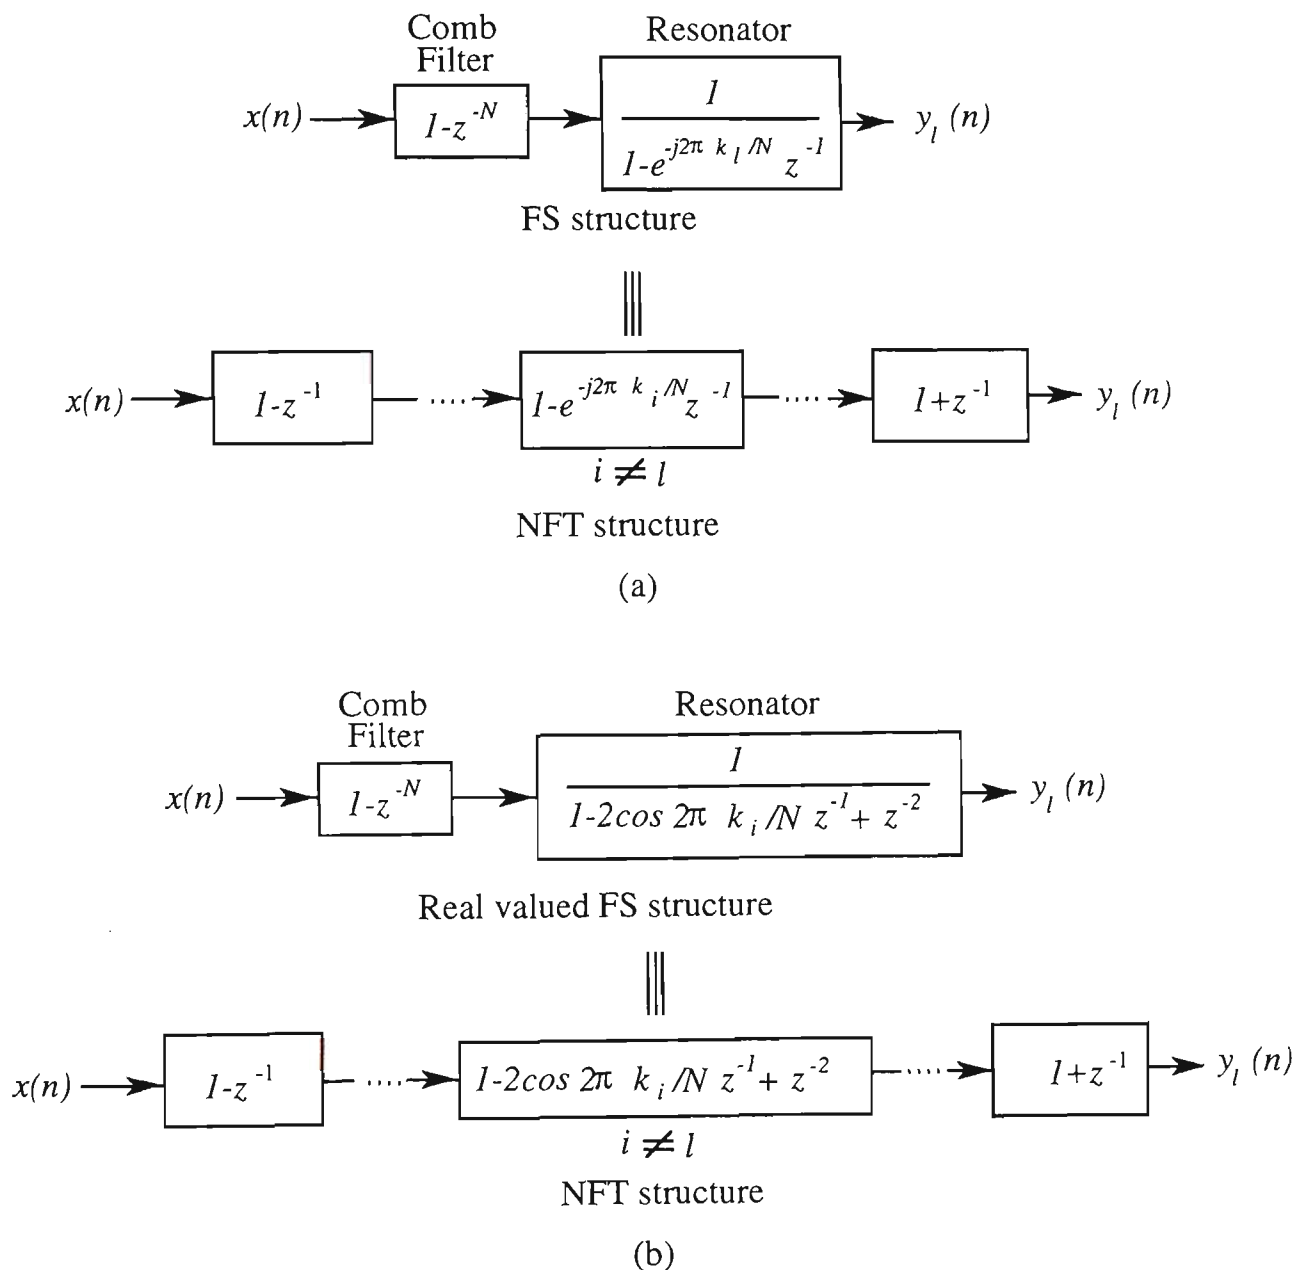 Comb
Filter
Resonator
x(n)
1-z^{-N}
1
1-e^{-j2π k_l /N} z^{-1}
y_l (n)
FS structure
x(n)
1-z^{-1}
....
1-e^{-j2π k_i /N} z^{-1}
....
1+z^{-1}
y_l (n)
i ≠ l
NFT structure
(a)
Comb
Filter
Resonator
x(n)
1-z^{-N}
1
1-2cos 2π k_i /N z^{-1} + z^{-2}
y_l (n)
Real valued FS structure
x(n)
1-z^{-1}
....
1-2cos 2π k_i /N z^{-1} + z^{-2}
....
1+z^{-1}
y_l (n)
i ≠ l
NFT structure
(b)